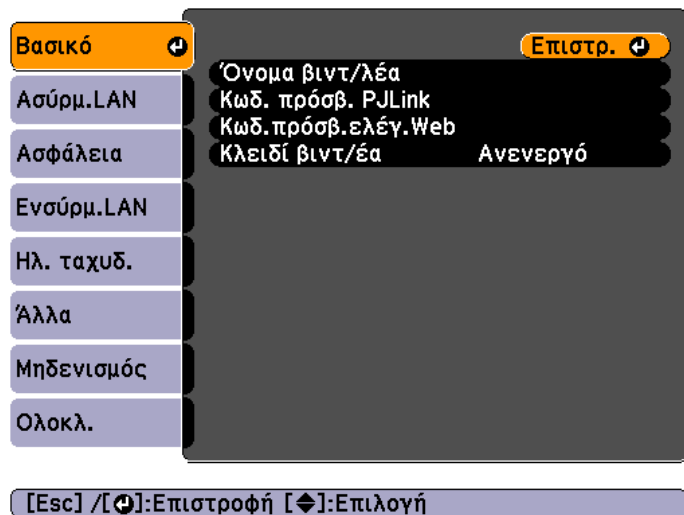 Βασικό
Ασύρμ.LAN
Ασφάλεια
Ενσύρμ.LAN
Ηλ. ταχυδ.
Άλλα
Μηδενισμός
Ολοκλ.
Επιστρ.
Όνομα βιντ/λέα
Κωδ. πρόσβ. PJLink
Κωδ.πρόσβ.ελέγ.Web
Κλειδί βιντ/έα Ανενεργό
[Esc] /[⏎]:Επιστροφή [◆]:Επιλογή